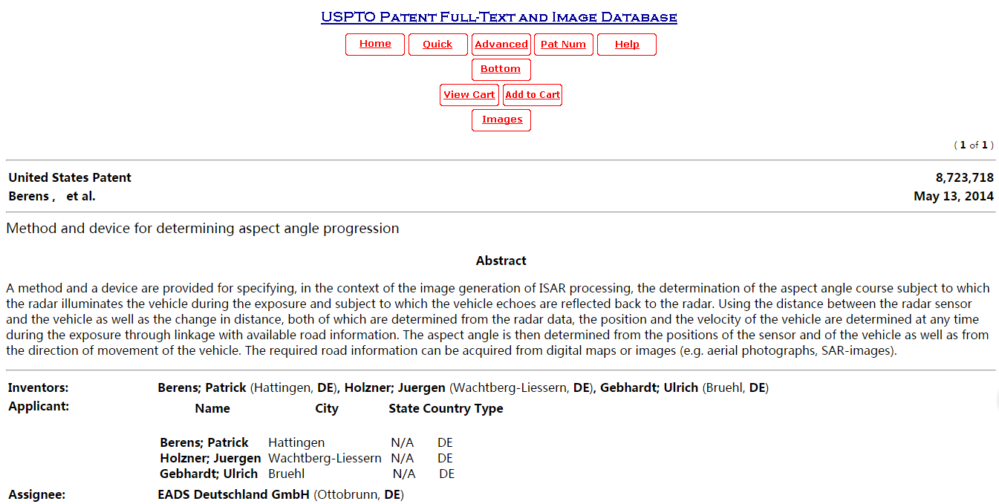 USPTO PATENT FULL-TEXT AND IMAGE DATABASE
Home Quick Advanced Pat Num Help
Bottom
View Cart Add to Cart
Images
( 1 of 1 )
United States Patent 8,723,718
Berens , et al. May 13, 2014
Method and device for determining aspect angle progression
Abstract
A method and a device are provided for specifying, in the context of the image generation of ISAR processing, the determination of the aspect angle course subject to which
the radar illuminates the vehicle during the exposure and subject to which the vehicle echoes are reflected back to the radar. Using the distance between the radar sensor
and the vehicle as well as the change in distance, both of which are determined from the radar data, the position and the velocity of the vehicle are determined at any time
during the exposure through linkage with available road information. The aspect angle is then determined from the positions of the sensor and of the vehicle as well as from
the direction of movement of the vehicle. The required road information can be acquired from digital maps or images (e.g. aerial photographs, SAR-images).
Inventors: Berens; Patrick (Hattingen, DE), Holzner; Juergen (Wachtberg-Liessern, DE), Gebhardt; Ulrich (Bruehl, DE)
Applicant: Name City State Country Type
Berens; Patrick Hattingen N/A DE
Holzner; Juergen Wachtberg-Liessern N/A DE
Gebhardt; Ulrich Bruehl N/A DE
Assignee: EADS Deutschland GmbH (Ottobrunn, DE)